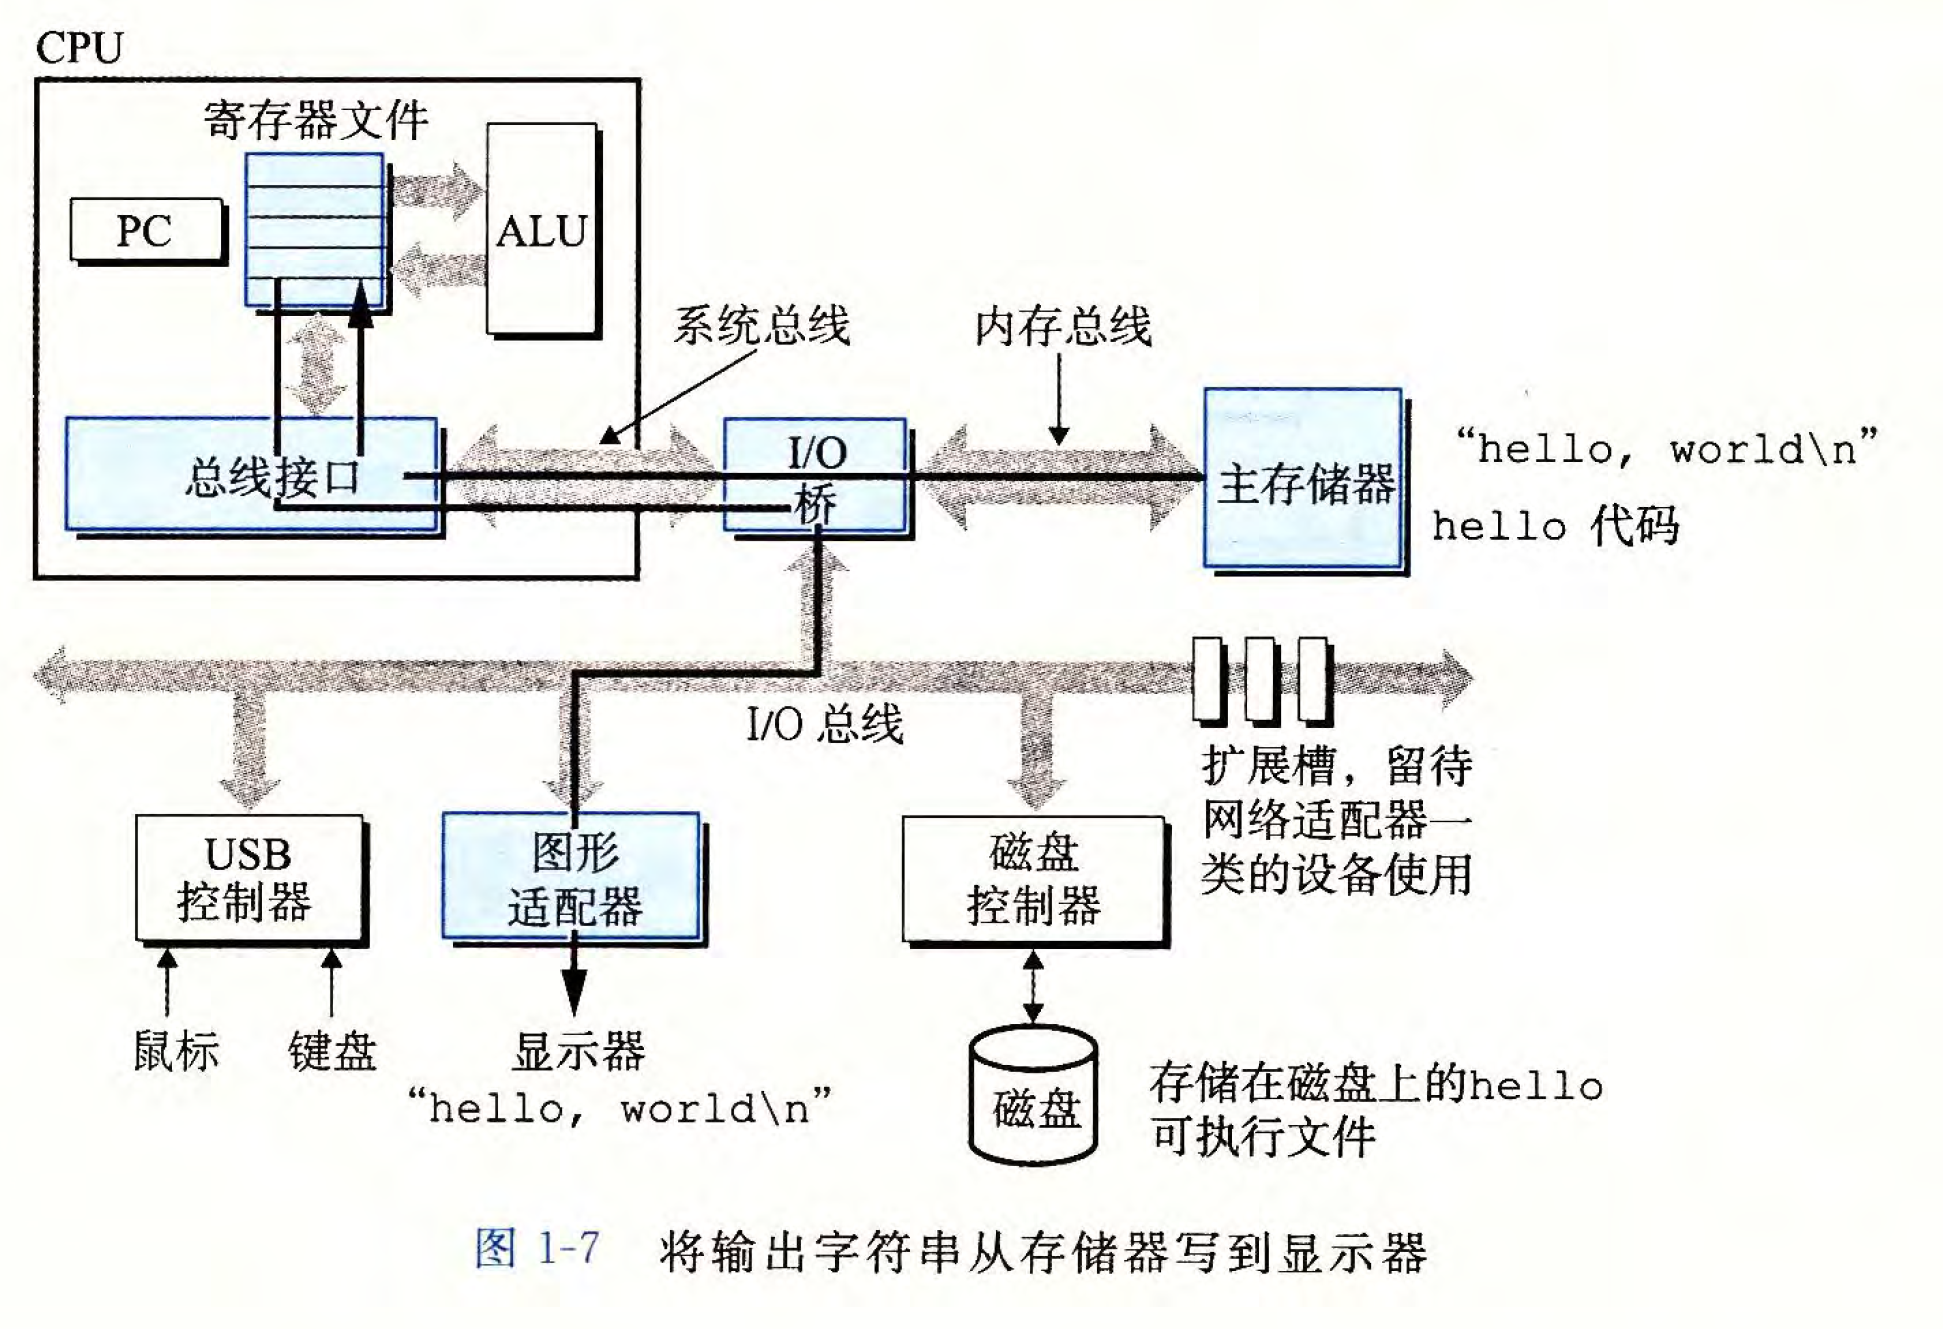 CPU
寄存器文件
PC
ALU
系统总线
内存总线
总线接口
I/O
桥
主存储器
“hello, world\n”
hello 代码
I/O 总线
扩展槽，留待
网络适配器一
类的设备使用
USB
控制器
图形
适配器
磁盘
控制器
鼠标
键盘
显示器
“hello, world\n”
磁盘
存储在磁盘上的hello
可执行文件
图 1-7 将输出字符串从存储器写到显示器